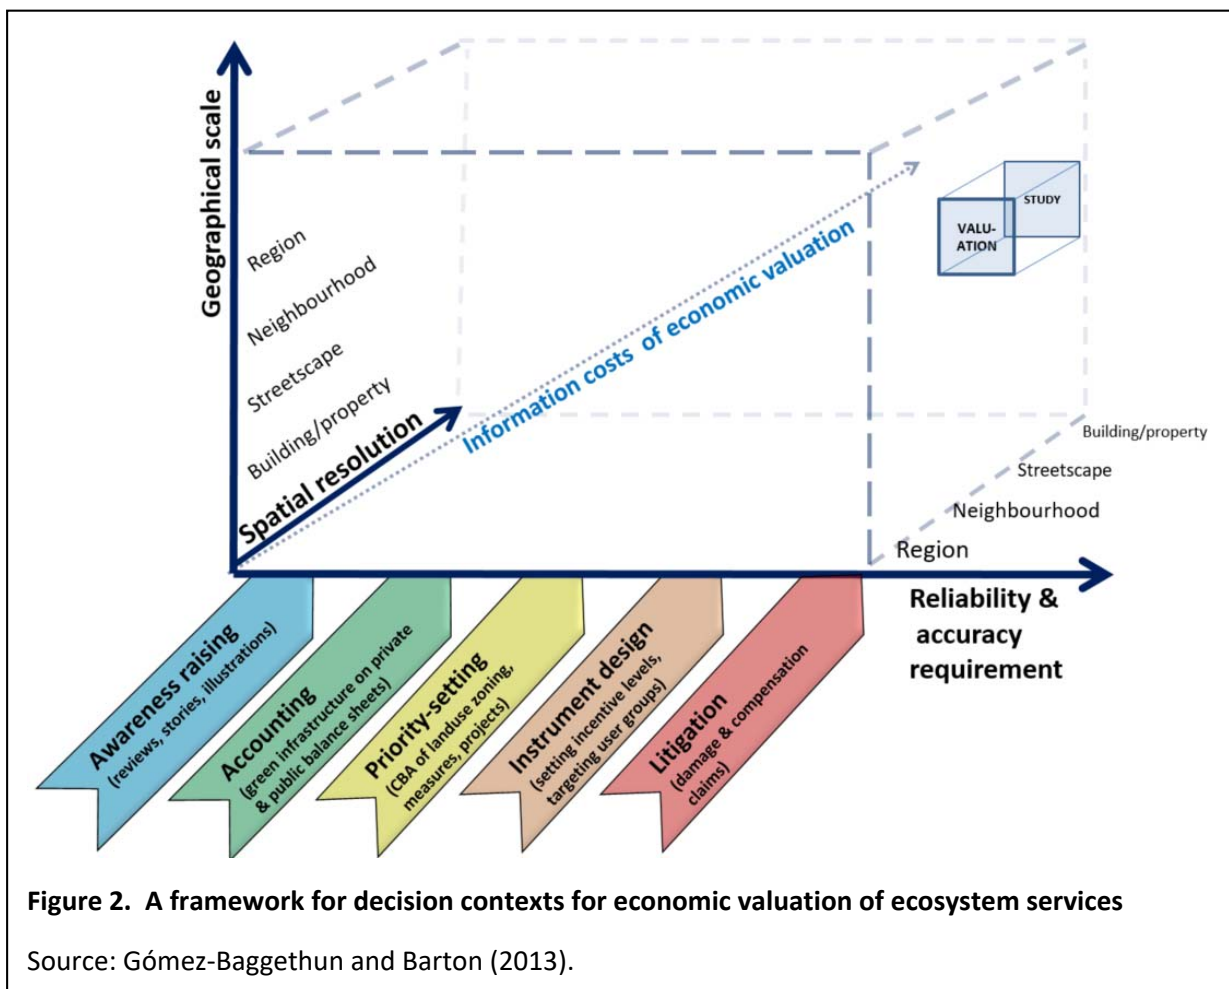 Geographical scale
Region
Neighbourhood
Streetscape
Building/property
Spatial resolution
Information costs of economic valuation
VALU-
ATION
STUDY
Building/property
Streetscape
Neighbourhood
Region
Reliability &
accuracy
requirement
Awareness raising
(reviews, stories, illustrations)
Accounting
(green infrastructure on private
& public balance sheets)
Priority-setting
(CBA of landuse zoning,
measures, projects)
Instrument design
(setting incentive levels,
targeting user groups)
Litigation
(damage & compensation
claims)
Figure 2. A framework for decision contexts for economic valuation of ecosystem services
Source: Gómez-Baggethun and Barton (2013).